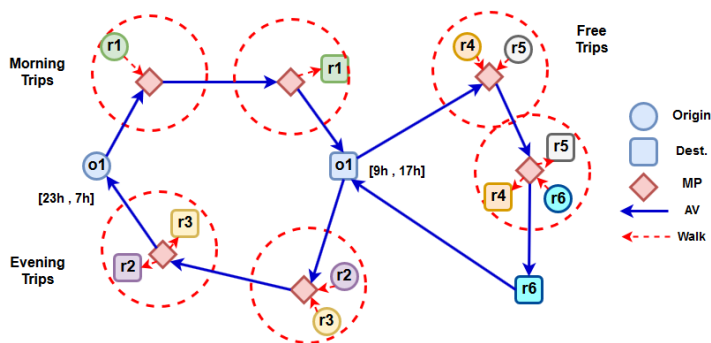 Free
Trips
r1
r4
r5
Morning
Trips
r1
Origin
r5
Dest.
o1
o1
[9h , 17h]
r4
r6
MP
[23h , 7h]
AV
r3
Walk
Evening
Trips
r2
r2
r6
r3